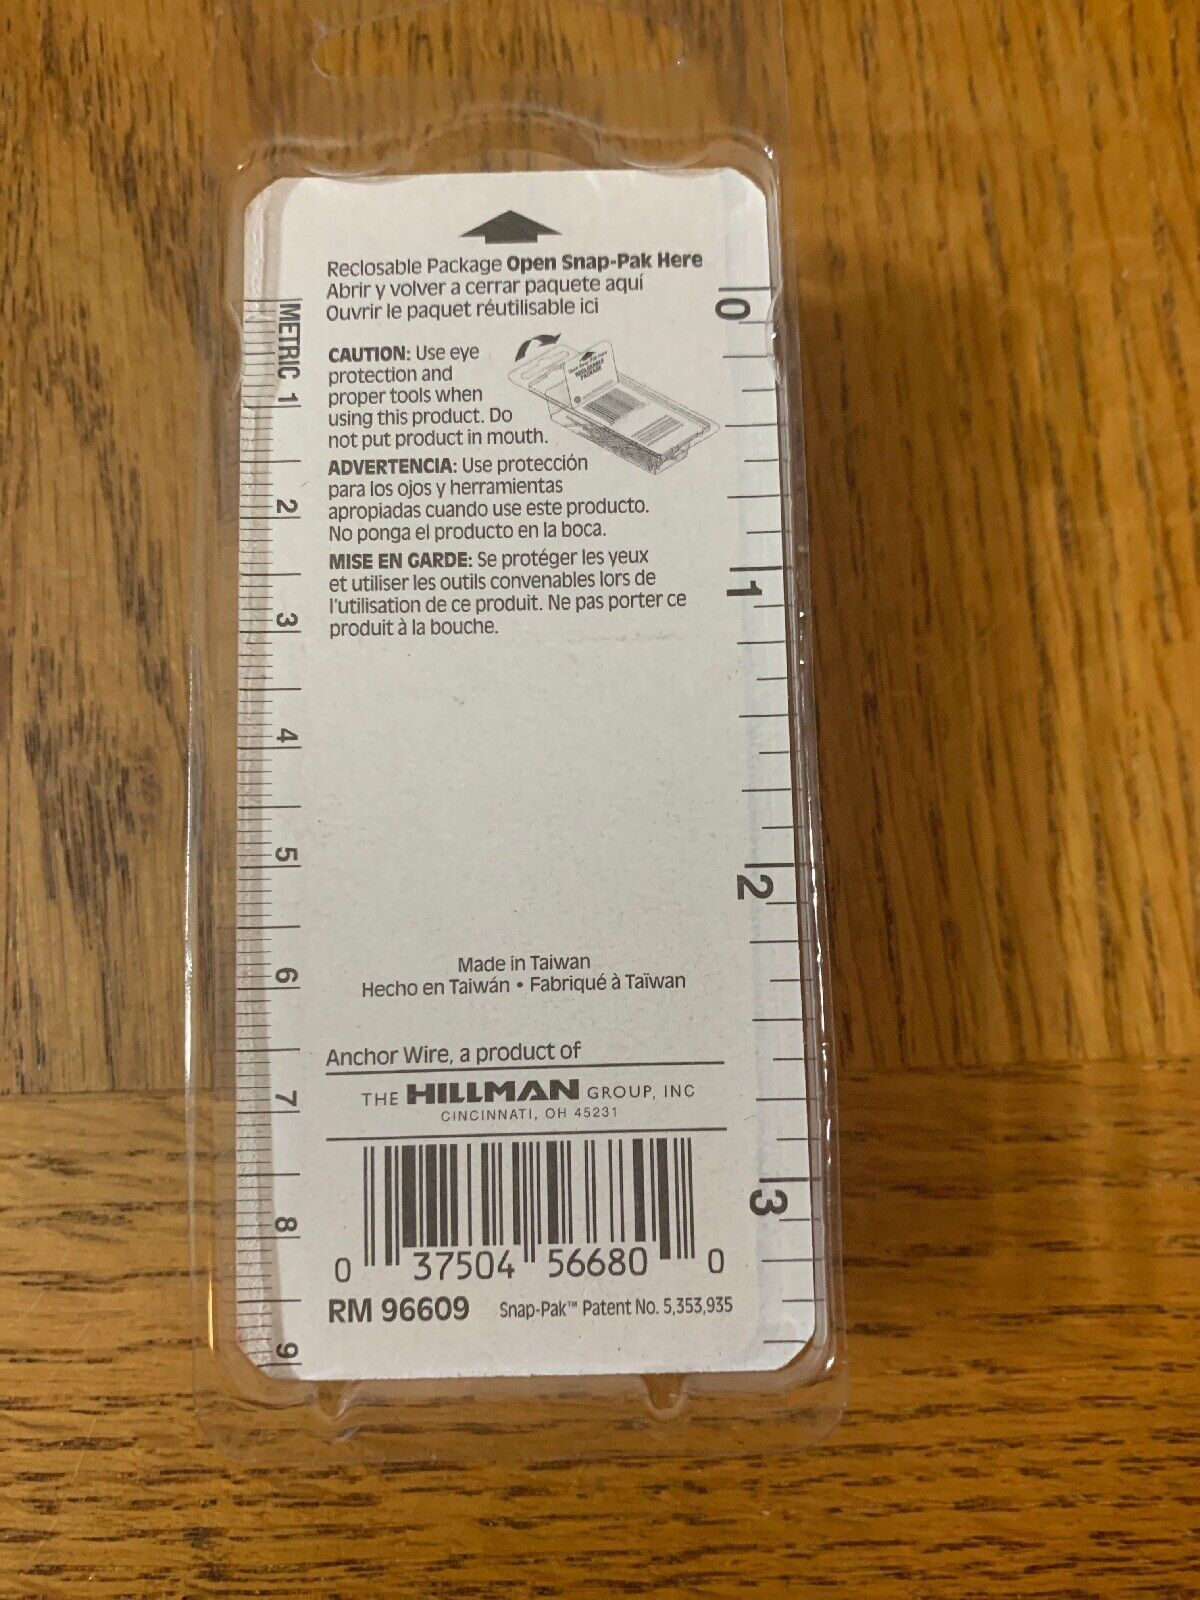 Reclosable Package Open Snap-Pak Here
Abrir y volver a cerrar paquete aquí
Ouvrir le paquet réutilisable ici
CAUTION: Use eye
protection and
proper tools when
using this product. Do
not put product in mouth.
ADVERTENCIA: Use protección
para los ojos y herramientas
apropiadas cuando use este producto.
No ponga el producto en la boca.
MISE EN GARDE: Se protéger les yeux
et utiliser les outils convenables lors de
l'utilisation de ce produit. Ne pas porter ce
produit à la bouche.
Made in Taiwan
Hecho en Taiwán • Fabriqué à Taïwan
Anchor Wire, a product of
THE HILLMAN GROUP, INC
CINCINNATI, OH 45231
0 37504 56680 0
RM 96609 Snap-Pak™ Patent No. 5,353,935
METRIC 1 2 3 4 5 6 7 8 9
0 1 2 3